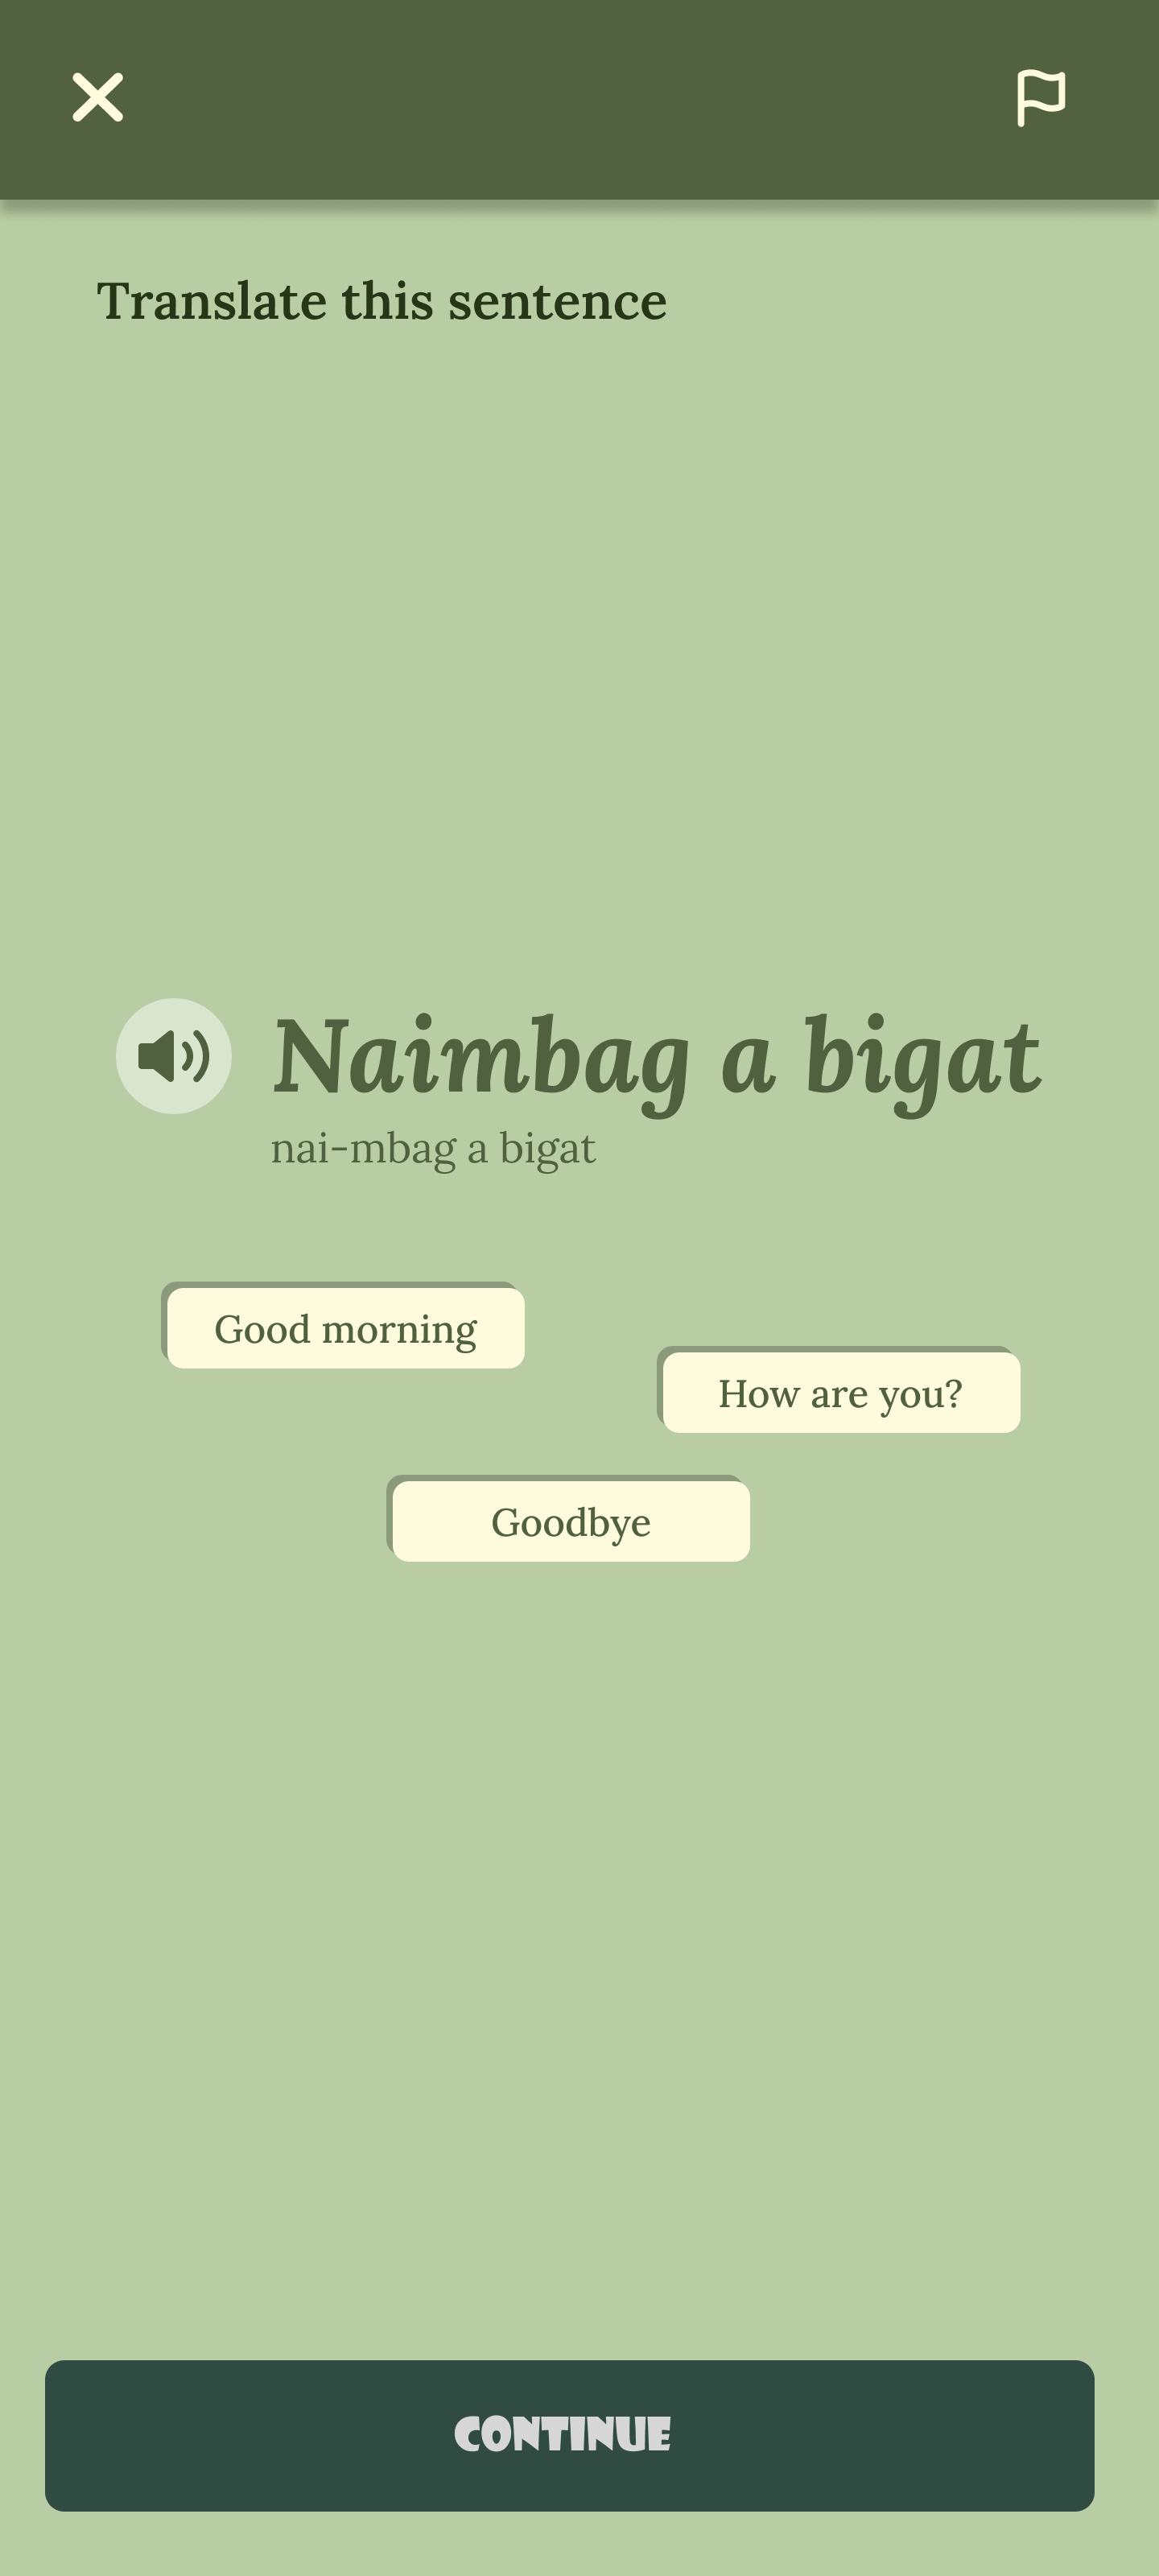 Translate this sentence
Naimbag a bigat
nai-mbag a bigat
Good morning
How are you?
Goodbye
CONTINUE